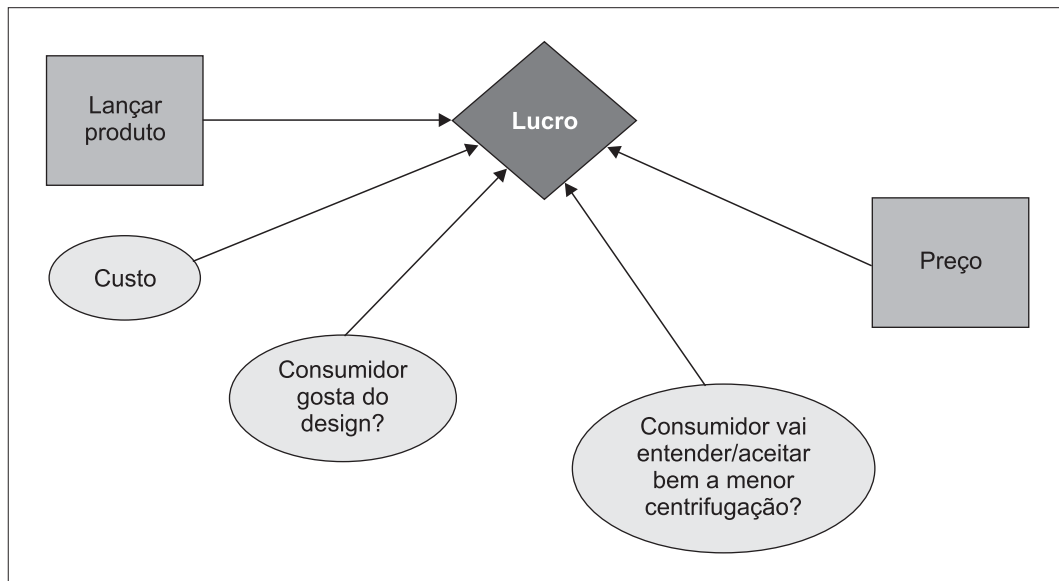 Lançar
produto
Lucro
Custo
Preço
Consumidor
gosta do
design?
Consumidor vai
entender/aceitar
bem a menor
centrifugação?